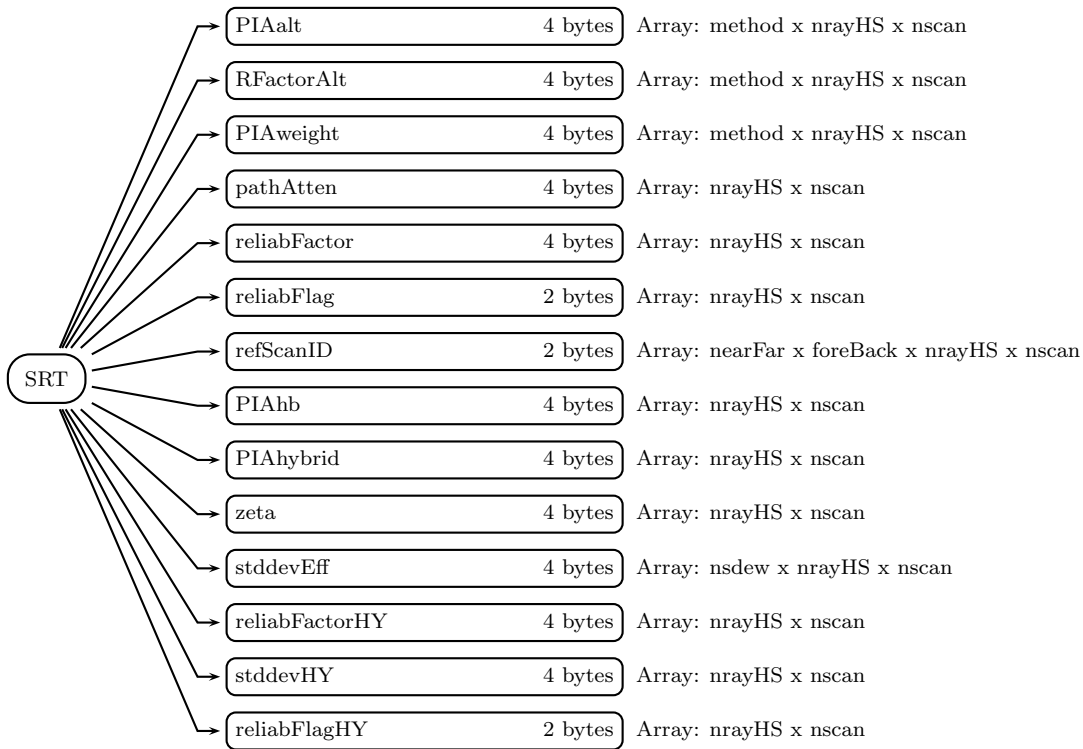 PIAalt 4 bytes Array: method x nrayHS x nscan
RFactorAlt 4 bytes Array: method x nrayHS x nscan
PIAweight 4 bytes Array: method x nrayHS x nscan
pathAtten 4 bytes Array: nrayHS x nscan
reliabFactor 4 bytes Array: nrayHS x nscan
reliabFlag 2 bytes Array: nrayHS x nscan
refScanID 2 bytes Array: nearFar x foreBack x nrayHS x nscan
SRT
PIAhb 4 bytes Array: nrayHS x nscan
PIAhybrid 4 bytes Array: nrayHS x nscan
zeta 4 bytes Array: nrayHS x nscan
stddevEff 4 bytes Array: nsdew x nrayHS x nscan
reliabFactorHY 4 bytes Array: nrayHS x nscan
stddevHY 4 bytes Array: nrayHS x nscan
reliabFlagHY 2 bytes Array: nrayHS x nscan